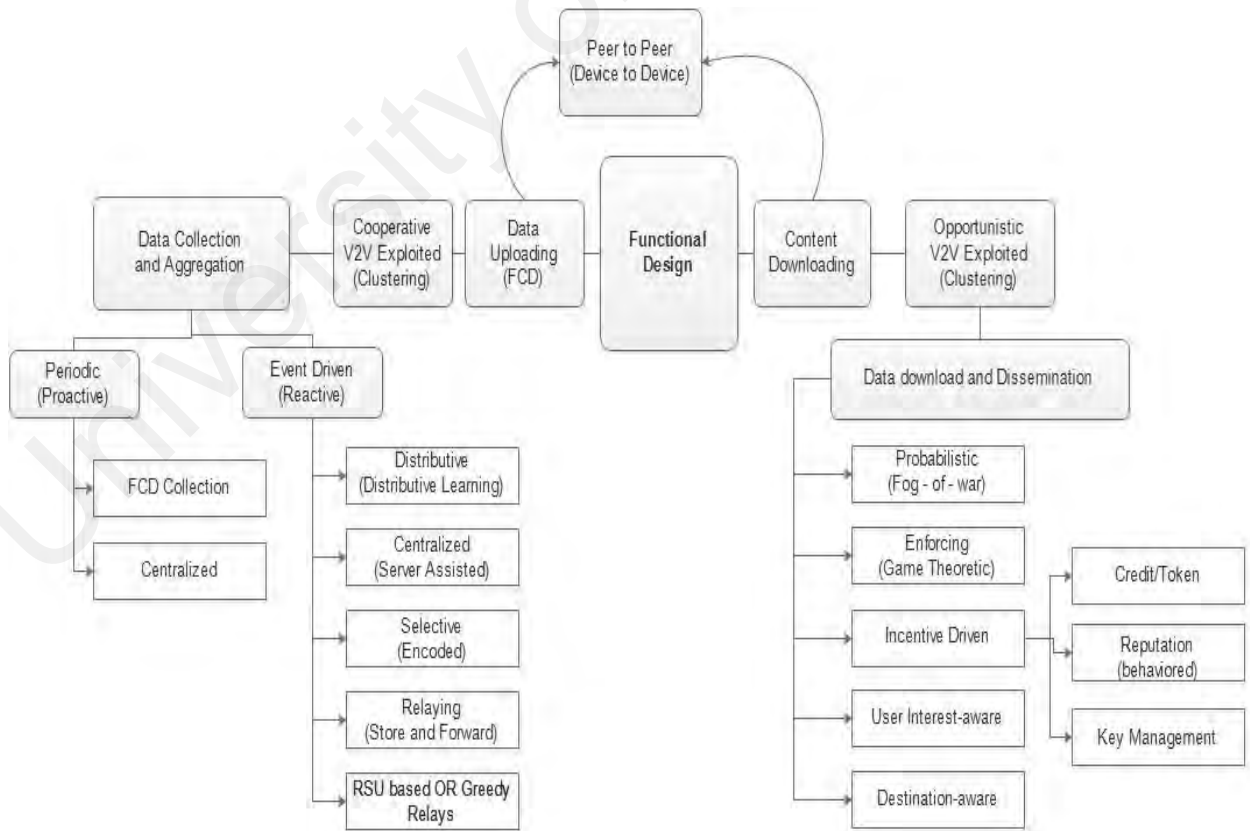 Peer to Peer
(Device to Device)
Data Collection
and Aggregation
Cooperative
V2V Exploited
(Clustering)
Data
Uploading
(FCD)
Functional
Design
Content
Downloading
Opportunistic
V2V Exploited
(Clustering)
Periodic
(Proactive)
Event Driven
(Reactive)
Data download and Dissemination
FCD Collection
Centralized
Distributive
(Distributive Learning)
Centralized
(Server Assisted)
Selective
(Encoded)
Relaying
(Store and Forward)
RSU based OR Greedy
Relays
Probabilistic
(Fog - of - war)
Enforcing
(Game Theoretic)
Incentive Driven
User Interest-aware
Destination-aware
Credit/Token
Reputation
(behaviored)
Key Management
University of